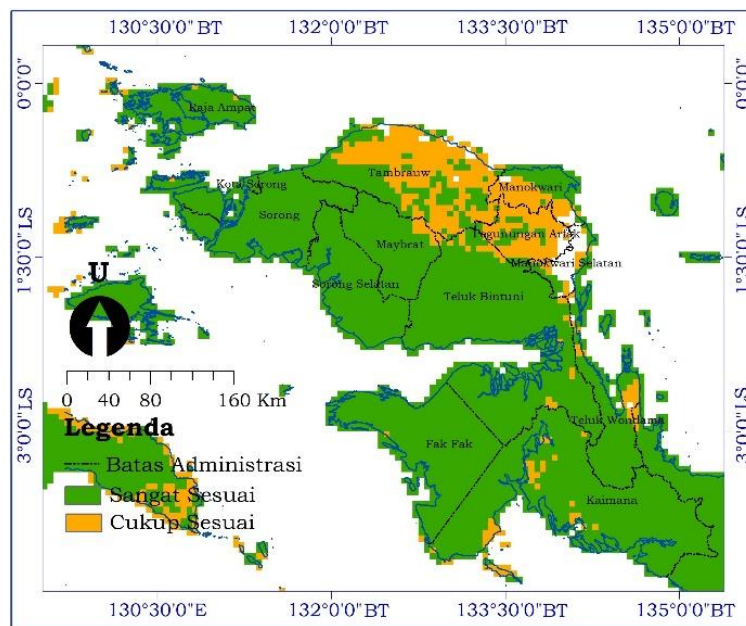 130°30'0"BT 132°0'0"BT 133°30'0"BT 135°0'0"BT
0°0'0" 0°0'0"
Raja Ampat
Tambrauw
Kota Sorong
Manokwari
Sorong
Pegunungan Arfak
Maybrat
1°30'0"LS 1°30'0"LS
Manokwari Selatan
U
Sorong Selatan
Teluk Bintuni
0 40 80 160 Km
Legenda
Teluk Wondama
3°0'0"LS 3°0'0"LS
Fak Fak
Batas Administrasi
Sangat Sesuai
Kaimana
Cukup Sesuai
130°30'0"E 132°0'0"BT 133°30'0"BT 135°0'0"BT